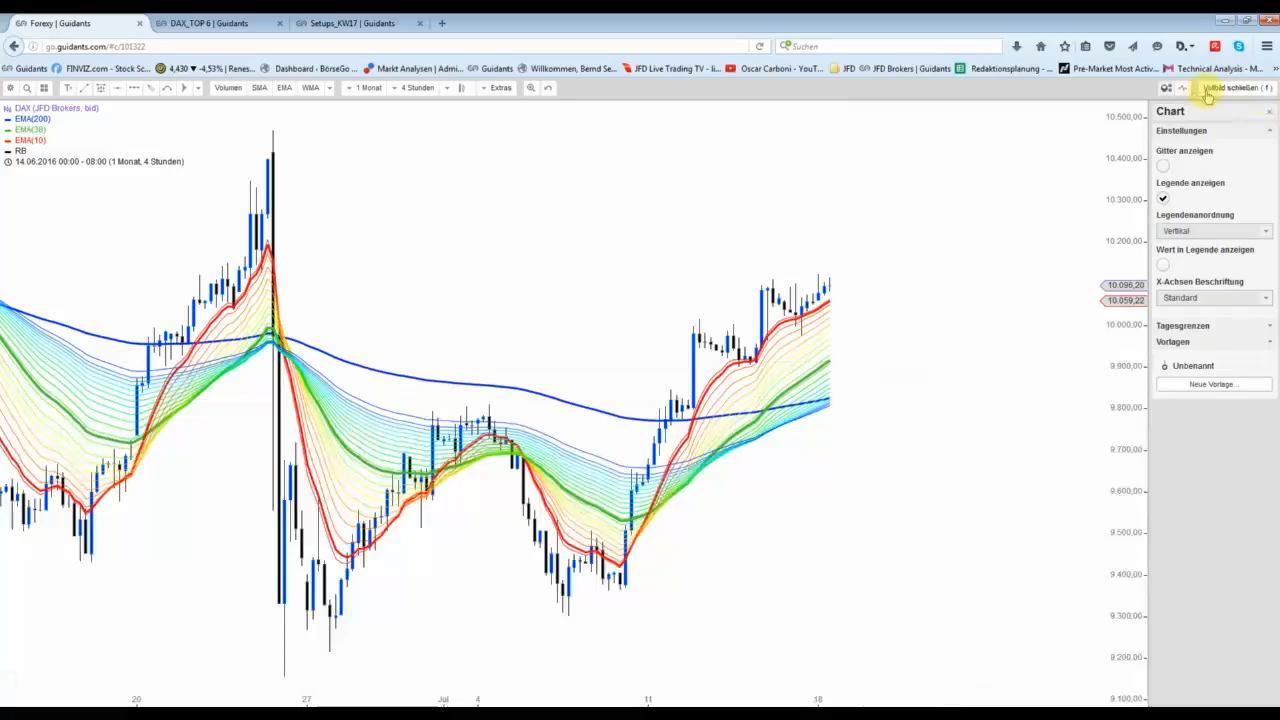 Forexy | Guidants
DAX_TOP 6 | Guidants
Setups_KW17 | Guidants
go.guidants.com/#c/101322
Suchen
Guidants
FINVIZ.com - Stock Sc...
4,430 ▾ -4,53% | Renes...
Dashboard ‹ BörseGo ...
Markt Analysen | Admi...
Guidants
Willkommen, Bernd Se...
JFD Live Trading TV - li...
Oscar Carboni - YouT...
JFD
JFD Brokers | Guidants
Redaktionsplanung - ...
Pre-Market Most Activ...
Technical Analysis - M...
Volumen
SMA
EMA
WMA
1 Monat
4 Stunden
Extras
Vollbild schließen ( f )
DAX (JFD Brokers, bid)
EMA(200)
EMA(38)
EMA(10)
RB
14.06.2016 00:00 - 08:00 (1 Monat, 4 Stunden)
10.500,00
10.400,00
10.300,00
10.200,00
10.096,20
10.059,22
10.000,00
9.900,00
9.800,00
9.700,00
9.600,00
9.500,00
9.400,00
9.300,00
9.200,00
9.100,00
20
27
Jul
4
11
18
Chart
Einstellungen
Gitter anzeigen
Legende anzeigen
Legendenanordnung
Vertikal
Wert in Legende anzeigen
X-Achsen Beschriftung
Standard
Tagesgrenzen
Vorlagen
Unbenannt
Neue Vorlage...